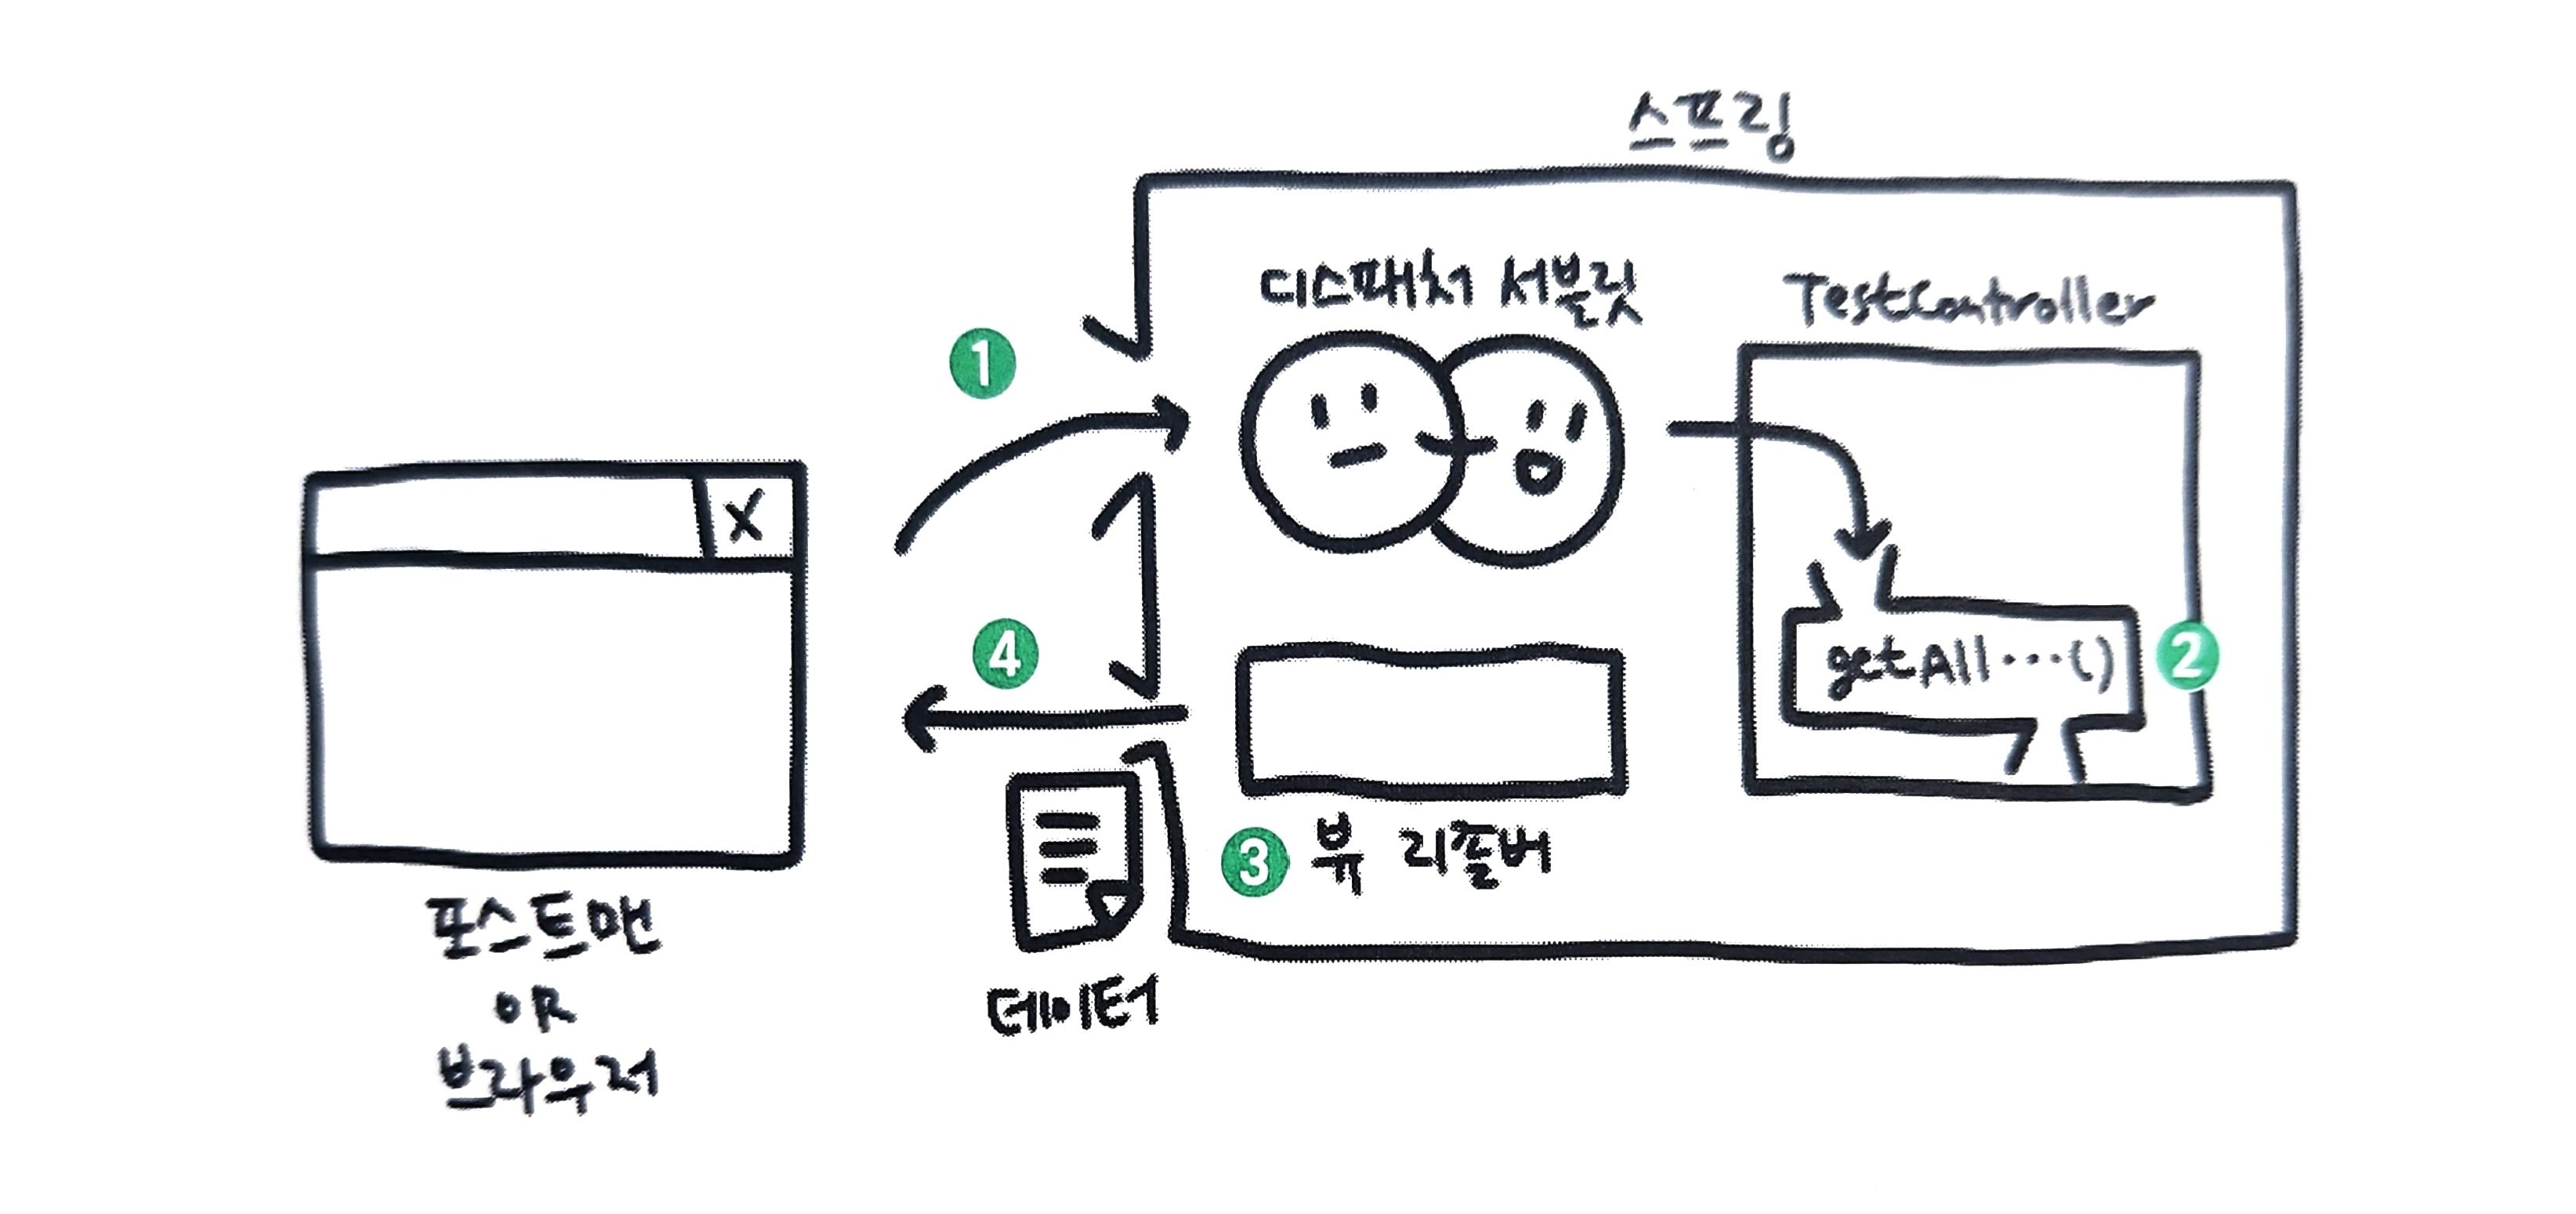 스프링
디스패처 서블릿
TestController
1
X
4
getAll...()
2
3 뷰 리졸버
포스트맨
OR
브라우저
데이터